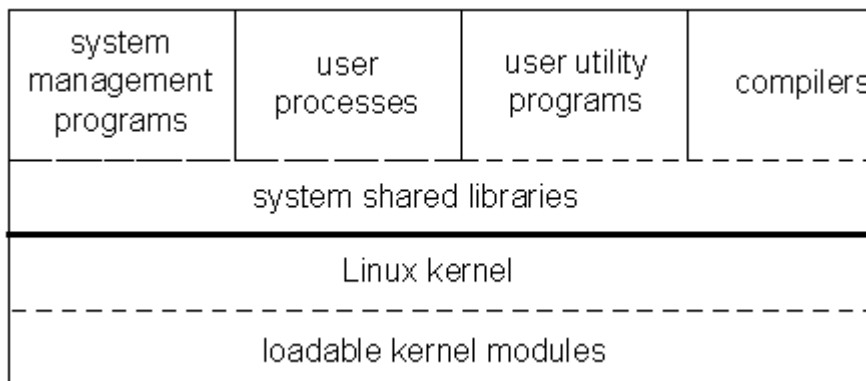 system
management
programs
user
processes
user utility
programs
compilers
system shared libraries
Linux kernel
loadable kernel modules